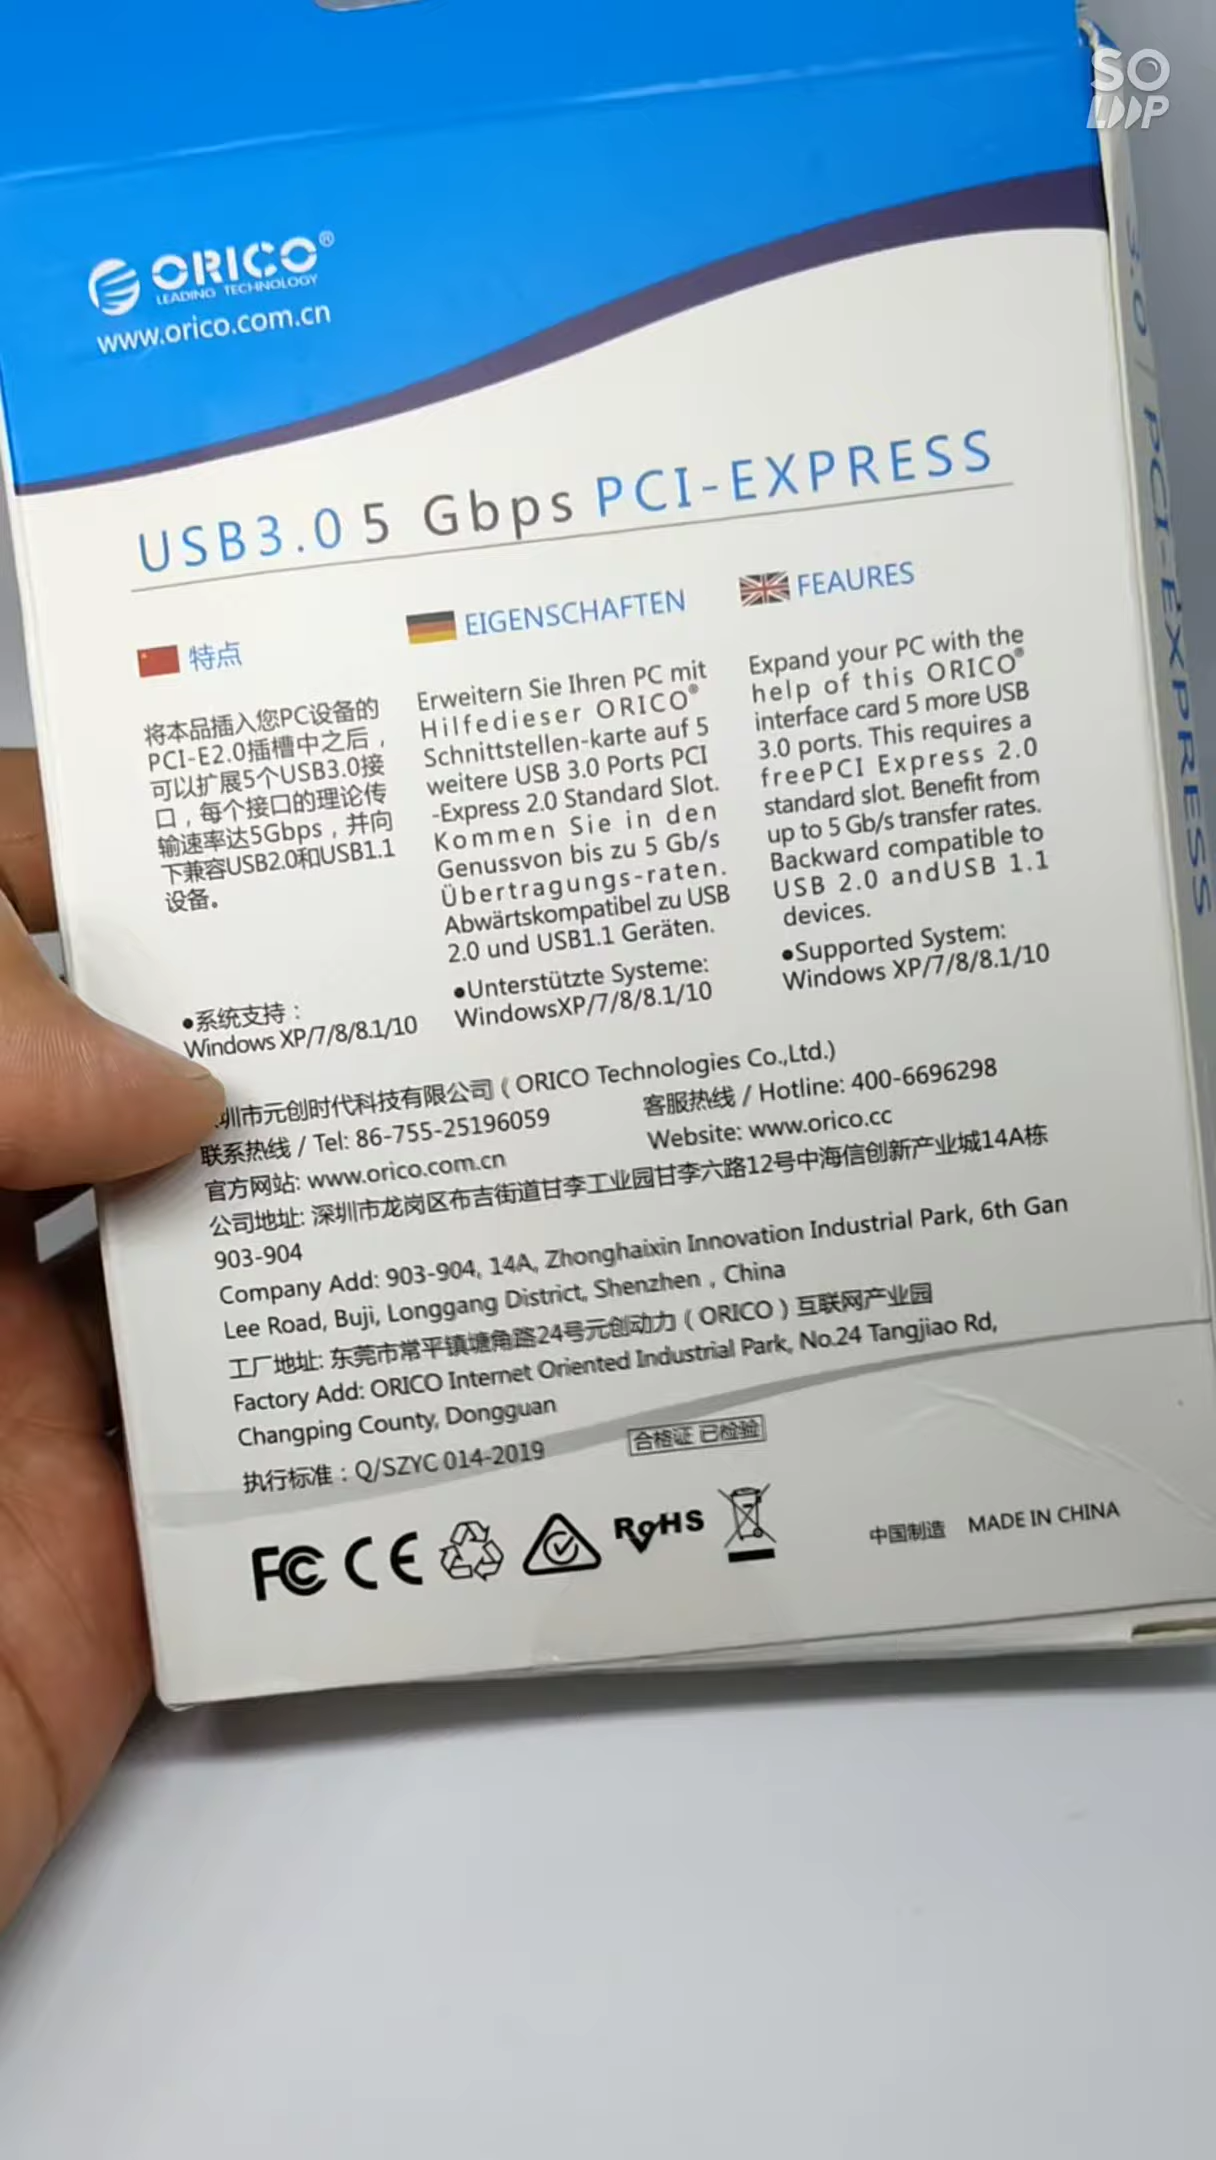 SO
LOOP
ORICO®
LEADING TECHNOLOGY
www.orico.com.cn
USB3.0 5 Gbps PCI-EXPRESS
特点
将本品插入您PC设备的
PCI-E2.0插槽中之后，
可以扩展5个USB3.0接
口，每个接口的理论传
输速率达5Gbps，并向
下兼容USB2.0和USB1.1
设备。
●系统支持：
Windows XP/7/8/8.1/10
EIGENSCHAFTEN
Erweitern Sie Ihren PC mit
Hilfedieser ORICO®
Schnittstellen-karte auf 5
weitere USB 3.0 Ports PCI
-Express 2.0 Standard Slot.
Kommen Sie in den
Genussvon bis zu 5 Gb/s
Übertragungs-raten.
Abwärtskompatibel zu USB
2.0 und USB1.1 Geräten.
●Unterstützte Systeme:
WindowsXP/7/8/8.1/10
FEAURES
Expand your PC with the
help of this ORICO®
interface card 5 more USB
3.0 ports. This requires a
freePCI Express 2.0
standard slot. Benefit from
up to 5 Gb/s transfer rates.
Backward compatible to
USB 2.0 andUSB 1.1
devices.
●Supported System:
Windows XP/7/8/8.1/10
圳市元创时代科技有限公司 ( ORICO Technologies Co.,Ltd.)
联系热线 / Tel: 86-755-25196059 客服热线 / Hotline: 400-6696298
官方网站: www.orico.com.cn Website: www.orico.cc
公司地址: 深圳市龙岗区布吉街道甘李工业园甘李六路12号中海信创新产业城14A栋
903-904
Company Add: 903-904, 14A, Zhonghaixin Innovation Industrial Park, 6th Gan
Lee Road, Buji, Longgang District, Shenzhen , China
工厂地址: 东莞市常平镇塘角路24号元创动力 ( ORICO ) 互联网产业园
Factory Add: ORICO Internet Oriented Industrial Park, No.24 Tangjiao Rd,
Changping County, Dongguan
执行标准：Q/SZYC 014-2019 合格证 已检验
FC CE RoHS
中国制造 MADE IN CHINA
3.0 | PCI-EXPRESS